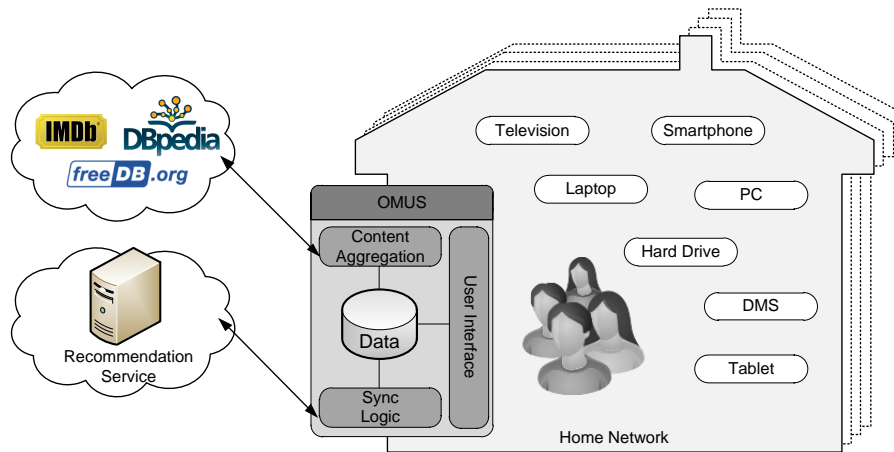 IMDb
DBpedia
freeDB.org
Recommendation
Service
OMUS
Content
Aggregation
Data
User Interface
Sync
Logic
Television
Smartphone
Laptop
PC
Hard Drive
DMS
Tablet
Home Network